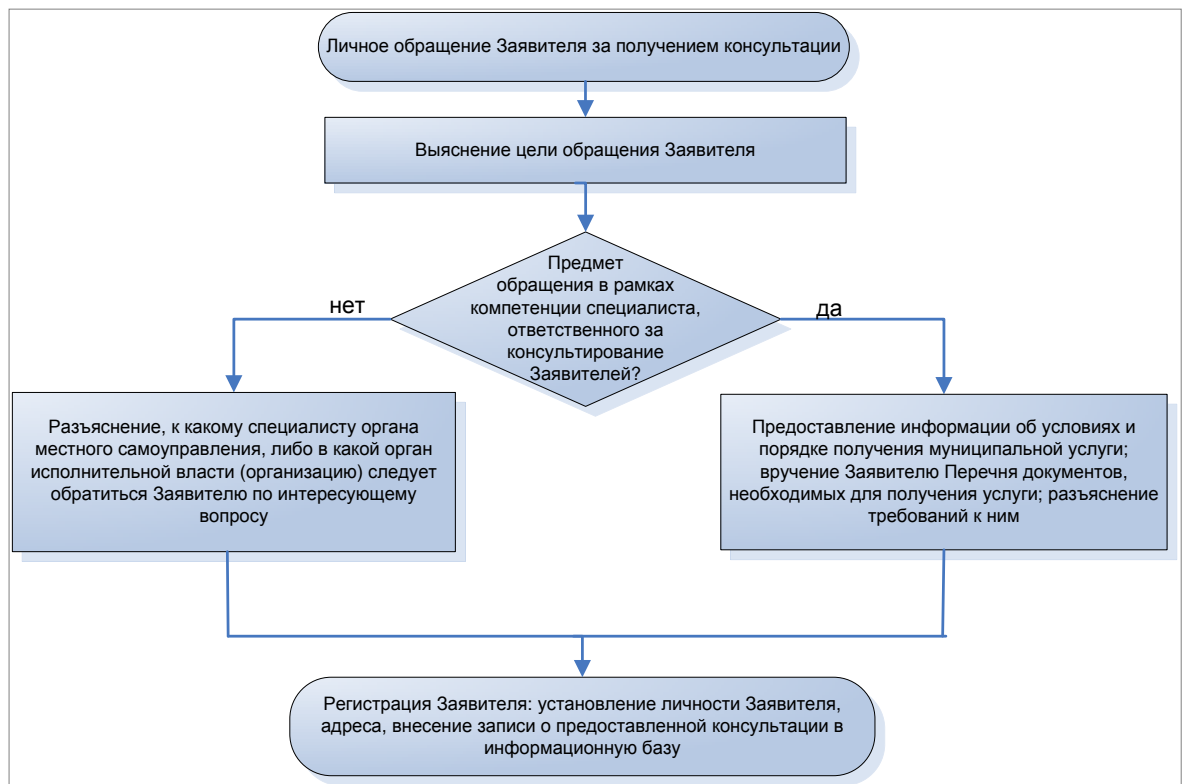 Личное обращение Заявителя за получением консультации
Выяснение цели обращения Заявителя
Предмет
обращения в рамках
компетенции специалиста,
ответственного за
консультирование
Заявителей?
нет
да
Разъяснение, к какому специалисту органа
местного самоуправления, либо в какой орган
исполнительной власти (организацию) следует
обратиться Заявителю по интересующему
вопросу
Предоставление информации об условиях и
порядке получения муниципальной услуги;
вручение Заявителю Перечня документов,
необходимых для получения услуги; разъяснение
требований к ним
Регистрация Заявителя: установление личности Заявителя,
адреса, внесение записи о предоставленной консультации в
информационную базу